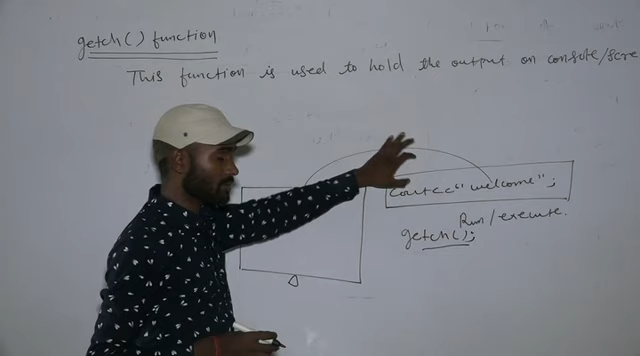 getch() function
This function is used to hold the output on console/scre
cout<<"welcome";
Run/execute.
getch();